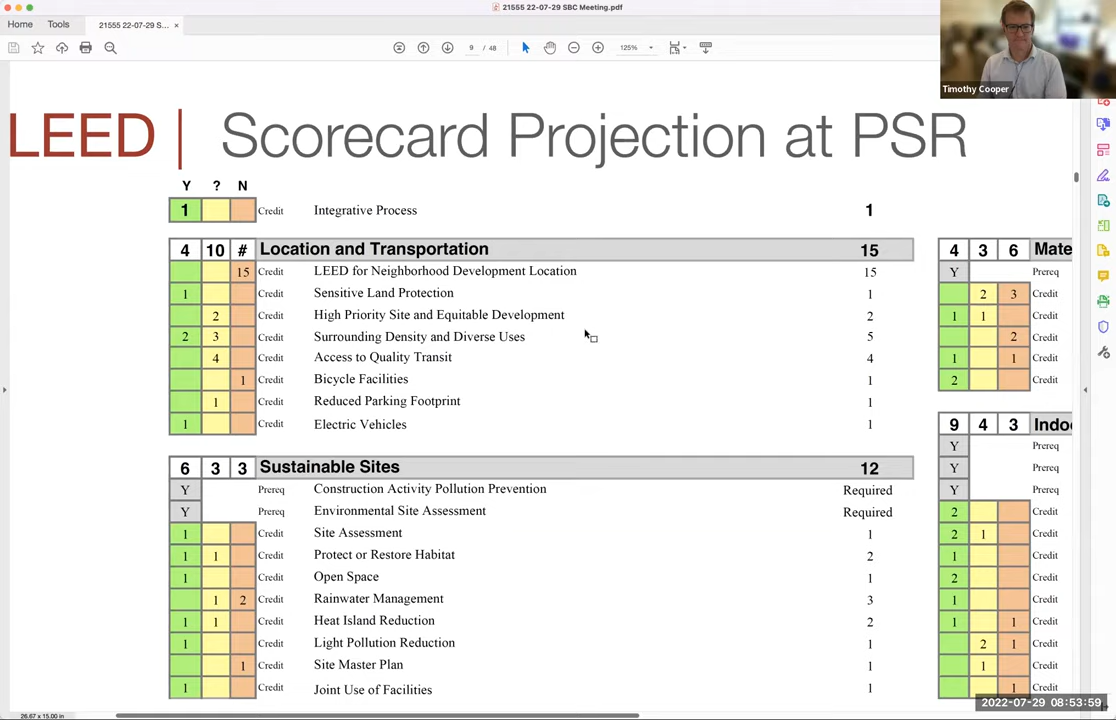 21555 22-07-29 SBC Meeting.pdf
Home Tools 21555 22-07-29 S... ×
9 / 48 125%
Timothy Cooper
LEED | Scorecard Projection at PSR
Y ? N
1 Credit Integrative Process 1
4 10 # Location and Transportation 15
15 Credit LEED for Neighborhood Development Location 15
1 Credit Sensitive Land Protection 1
2 Credit High Priority Site and Equitable Development 2
2 3 Credit Surrounding Density and Diverse Uses 5
4 Credit Access to Quality Transit 4
1 Credit Bicycle Facilities 1
1 Credit Reduced Parking Footprint 1
1 Credit Electric Vehicles 1
6 3 3 Sustainable Sites 12
Y Prereq Construction Activity Pollution Prevention Required
Y Prereq Environmental Site Assessment Required
1 Credit Site Assessment 1
1 1 Credit Protect or Restore Habitat 2
1 Credit Open Space 1
1 2 Credit Rainwater Management 3
1 1 Credit Heat Island Reduction 2
1 Credit Light Pollution Reduction 1
1 Credit Site Master Plan 1
1 Credit Joint Use of Facilities 1
4 3 6 Mate
Y Prereq
2 3 Credit
1 1 Credit
2 Credit
1 1 Credit
2 Credit
9 4 3 Indoo
Y Prereq
Y Prereq
Y Prereq
2 Credit
2 1 Credit
1 Credit
2 Credit
1 Credit
1 1 Credit
2 1 Credit
1 Credit
1 Credit
26.67 x 15.00 in
2022-07-29 08:53:59